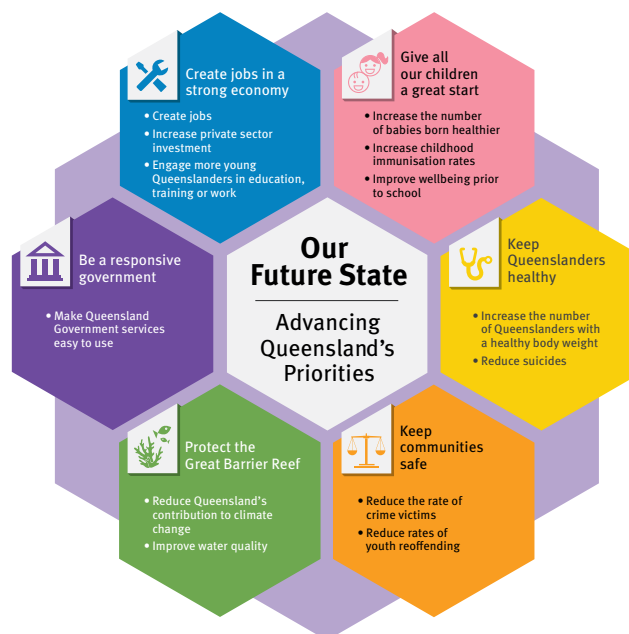 Create jobs in a
strong economy
• Create jobs
• Increase private sector
investment
• Engage more young
Queenslanders in education,
training or work
Give all
our children
a great start
• Increase the number
of babies born healthier
• Increase childhood
immunisation rates
• Improve wellbeing prior
to school
Be a responsive
government
• Make Queensland
Government services
easy to use
Our
Future State
Advancing
Queensland's
Priorities
Keep
Queenslanders
healthy
• Increase the number
of Queenslanders with
a healthy body weight
• Reduce suicides
Protect the
Great Barrier Reef
• Reduce Queensland's
contribution to climate
change
• Improve water quality
Keep
communities
safe
• Reduce the rate of
crime victims
• Reduce rates of
youth reoffending